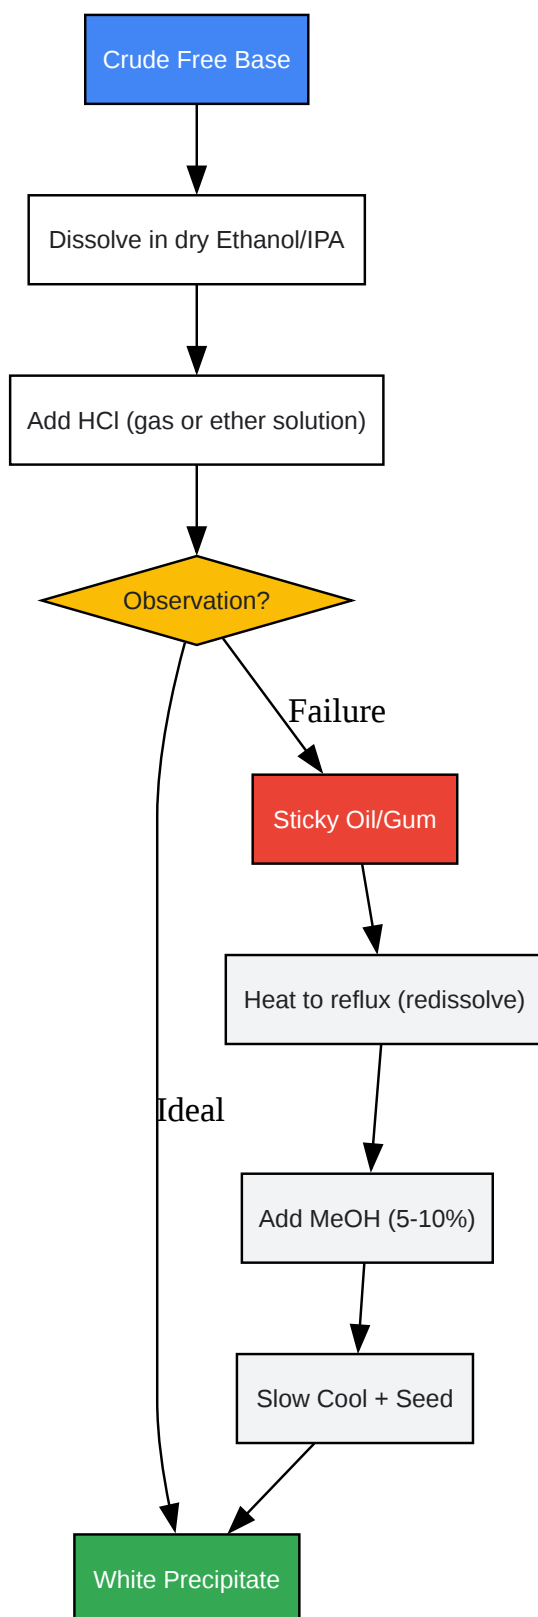 Crude Free Base
Dissolve in dry Ethanol/IPA
Add HCl (gas or ether solution)
Observation?
Failure
Sticky Oil/Gum
Heat to reflux (redissolve)
Ideal
Add MeOH (5-10%)
Slow Cool + Seed
White Precipitate